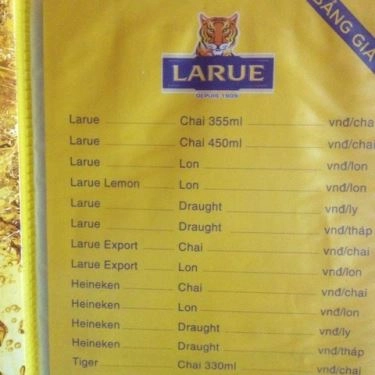 BẢNG GIÁ
LARUE
DEPUIS 1909
Larue Chai 355ml vnđ/chai
Larue Chai 450ml vnđ/chai
Larue Lon vnđ/lon
Larue Lemon Lon vnđ/lon
Larue Draught vnđ/ly
Larue Draught vnđ/tháp
Larue Export Chai vnđ/chai
Larue Export Lon vnđ/lon
Heineken Chai vnđ/chai
Heineken Lon vnđ/lon
Heineken Draught vnđ/ly
Heineken Draught vnđ/tháp
Tiger Chai 330ml vnđ/chai